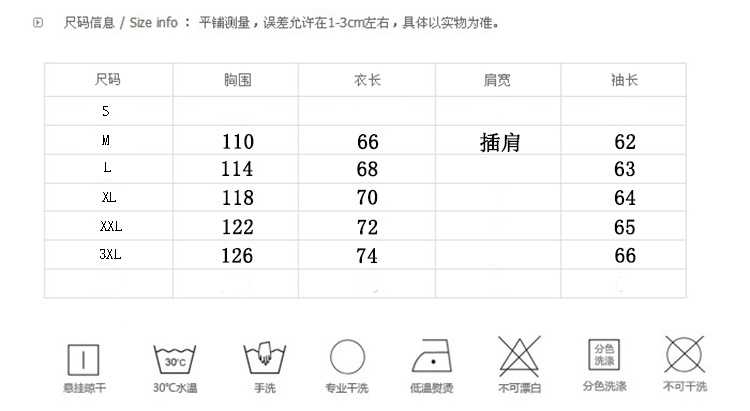 尺码信息 / Size info ： 平铺测量，误差允许在1-3cm左右，具体以实物为准。
尺码 胸围 衣长 肩宽 袖长
S
M 110 66 插肩 62
L 114 68 63
XL 118 70 64
XXL 122 72 65
3XL 126 74 66
30℃ 分色洗涤
悬挂晾干 30℃水温 手洗 专业干洗 低温熨烫 不可漂白 分色洗涤 不可干洗